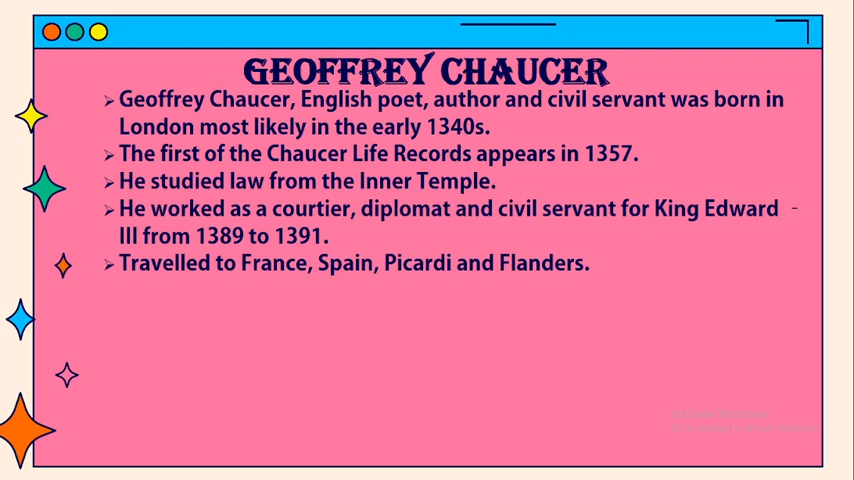 GEOFFREY CHAUCER
➢ Geoffrey Chaucer, English poet, author and civil servant was born in
London most likely in the early 1340s.
➢ The first of the Chaucer Life Records appears in 1357.
➢ He studied law from the Inner Temple.
➢ He worked as a courtier, diplomat and civil servant for King Edward -
III from 1389 to 1391.
➢ Travelled to France, Spain, Picardi and Flanders.
Activate Windows